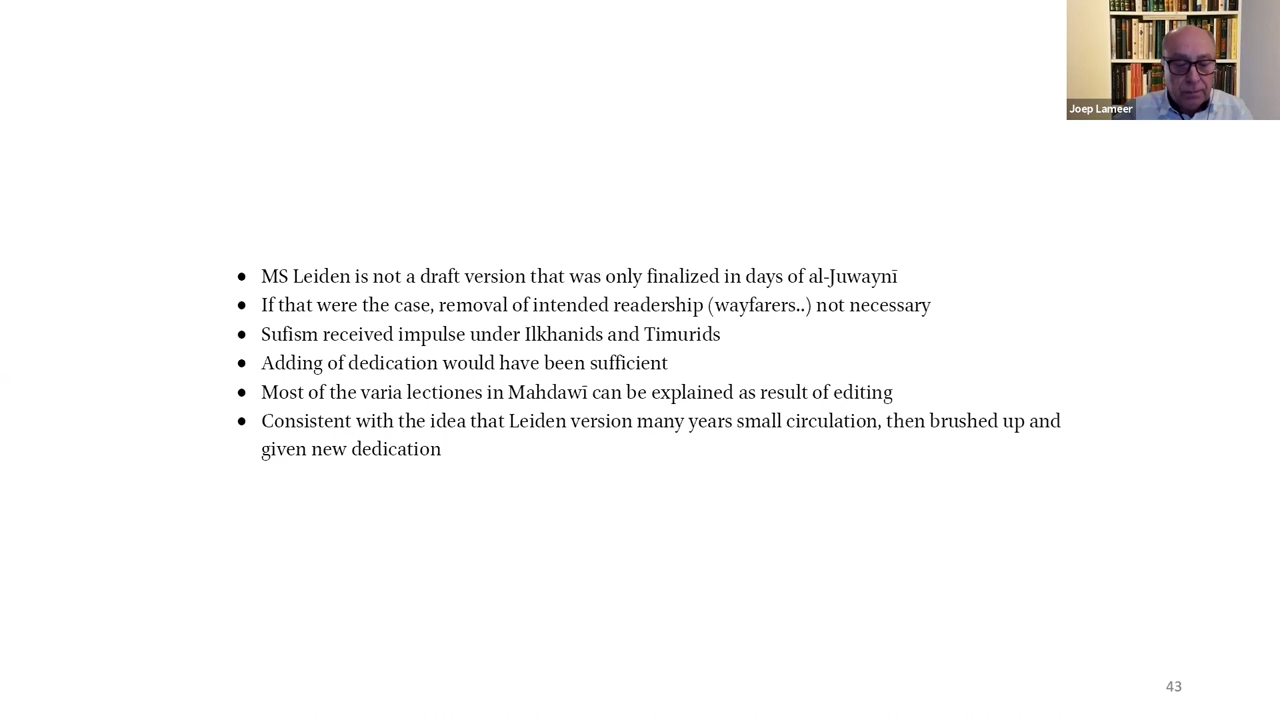 Joep Lameer
• MS Leiden is not a draft version that was only finalized in days of al-Juwaynī
• If that were the case, removal of intended readership (wayfarers..) not necessary
• Sufism received impulse under Ilkhanids and Timurids
• Adding of dedication would have been sufficient
• Most of the varia lectiones in Mahdawī can be explained as result of editing
• Consistent with the idea that Leiden version many years small circulation, then brushed up and
given new dedication
43